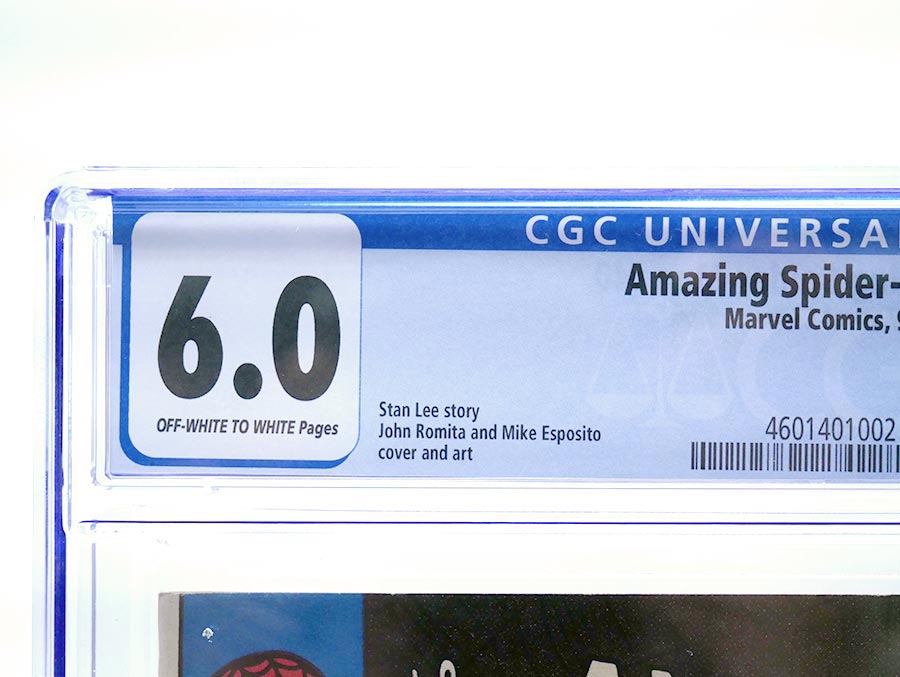 CGC UNIVERSA
6.0
OFF-WHITE TO WHITE Pages
Amazing Spider-
Marvel Comics, 9
Stan Lee story
John Romita and Mike Esposito
cover and art
4601401002